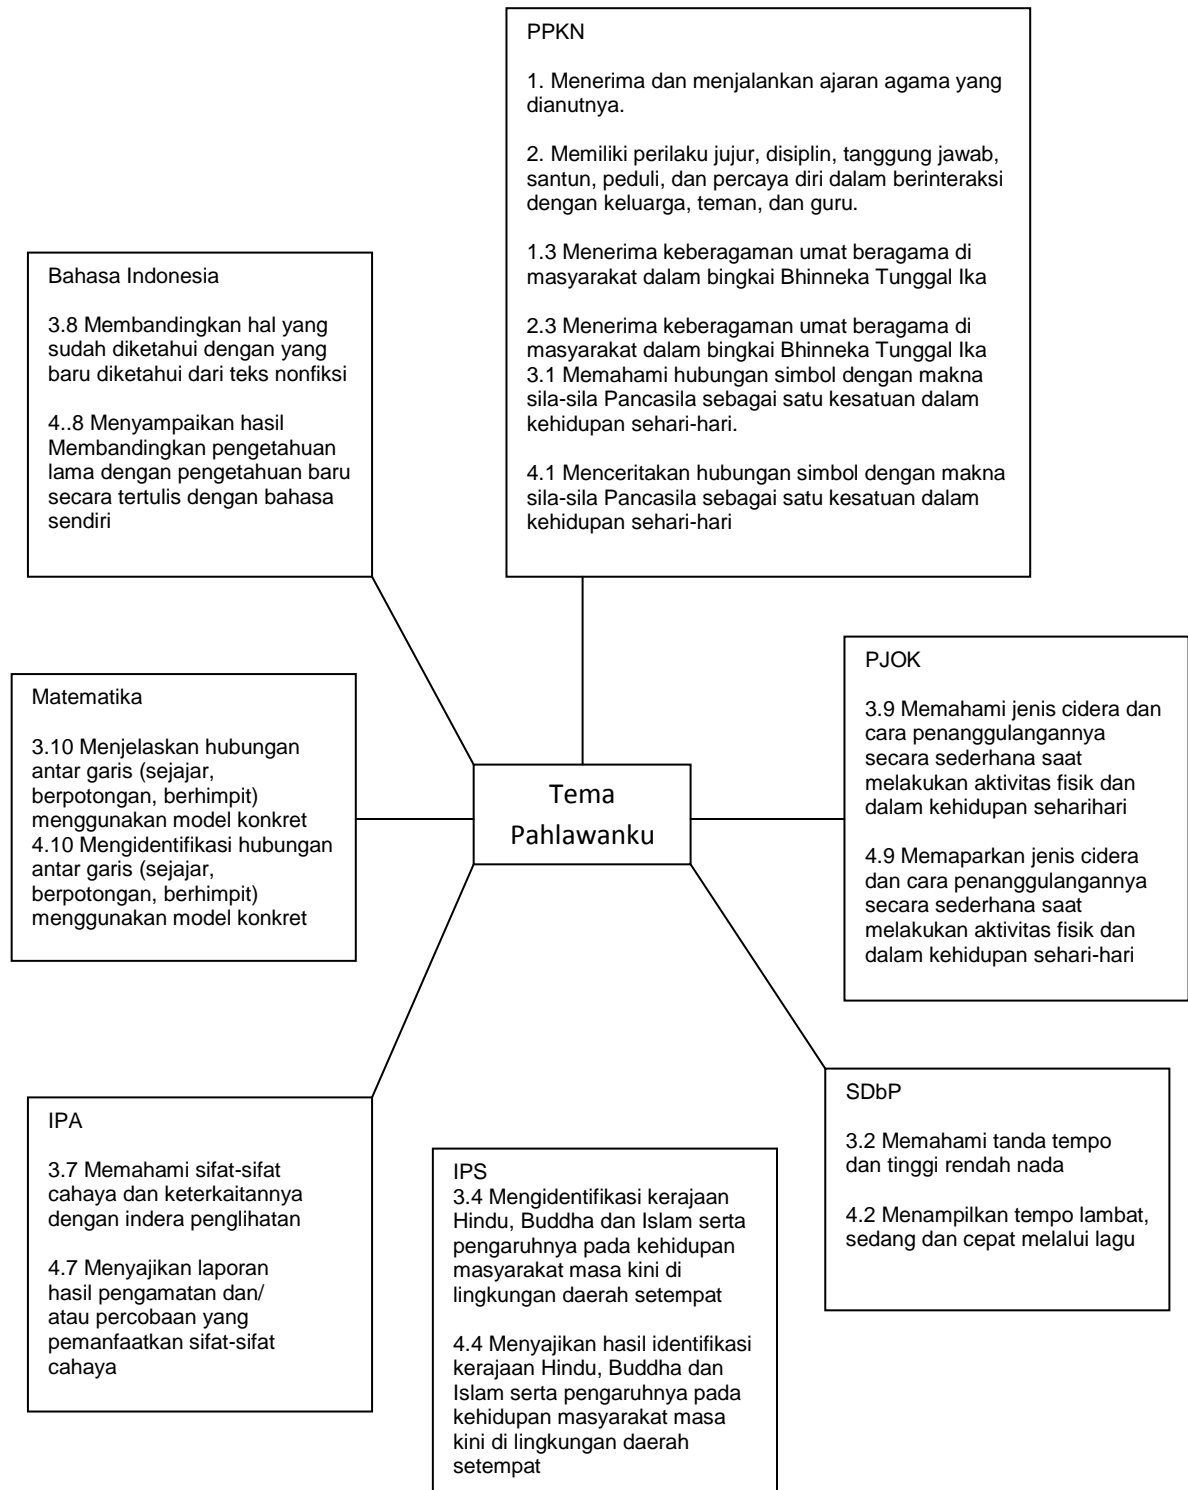 PPKN
1. Menerima dan menjalankan ajaran agama yang
dianutnya.
2. Memiliki perilaku jujur, disiplin, tanggung jawab,
santun, peduli, dan percaya diri dalam berinteraksi
dengan keluarga, teman, dan guru.
1.3 Menerima keberagaman umat beragama di
masyarakat dalam bingkai Bhinneka Tunggal Ika
2.3 Menerima keberagaman umat beragama di
masyarakat dalam bingkai Bhinneka Tunggal Ika
3.1 Memahami hubungan simbol dengan makna
sila-sila Pancasila sebagai satu kesatuan dalam
kehidupan sehari-hari.
4.1 Menceritakan hubungan simbol dengan makna
sila-sila Pancasila sebagai satu kesatuan dalam
kehidupan sehari-hari
Bahasa Indonesia
3.8 Membandingkan hal yang
sudah diketahui dengan yang
baru diketahui dari teks nonfiksi
4..8 Menyampaikan hasil
Membandingkan pengetahuan
lama dengan pengetahuan baru
secara tertulis dengan bahasa
sendiri
PJOK
3.9 Memahami jenis cidera dan
cara penanggulangannya
secara sederhana saat
melakukan aktivitas fisik dan
dalam kehidupan seharihari
4.9 Memaparkan jenis cidera
dan cara penanggulangannya
secara sederhana saat
melakukan aktivitas fisik dan
dalam kehidupan sehari-hari
Matematika
3.10 Menjelaskan hubungan
antar garis (sejajar,
berpotongan, berhimpit)
menggunakan model konkret
4.10 Mengidentifikasi hubungan
antar garis (sejajar,
berpotongan, berhimpit)
menggunakan model konkret
Tema
Pahlawanku
IPA
3.7 Memahami sifat-sifat
cahaya dan keterkaitannya
dengan indera penglihatan
4.7 Menyajikan laporan
hasil pengamatan dan/
atau percobaan yang
pemanfaatkan sifat-sifat
cahaya
IPS
3.4 Mengidentifikasi kerajaan
Hindu, Buddha dan Islam serta
pengaruhnya pada kehidupan
masyarakat masa kini di
lingkungan daerah setempat
4.4 Menyajikan hasil identifikasi
kerajaan Hindu, Buddha dan
Islam serta pengaruhnya pada
kehidupan masyarakat masa
kini di lingkungan daerah
setempat
SDbP
3.2 Memahami tanda tempo
dan tinggi rendah nada
4.2 Menampilkan tempo lambat,
sedang dan cepat melalui lagu